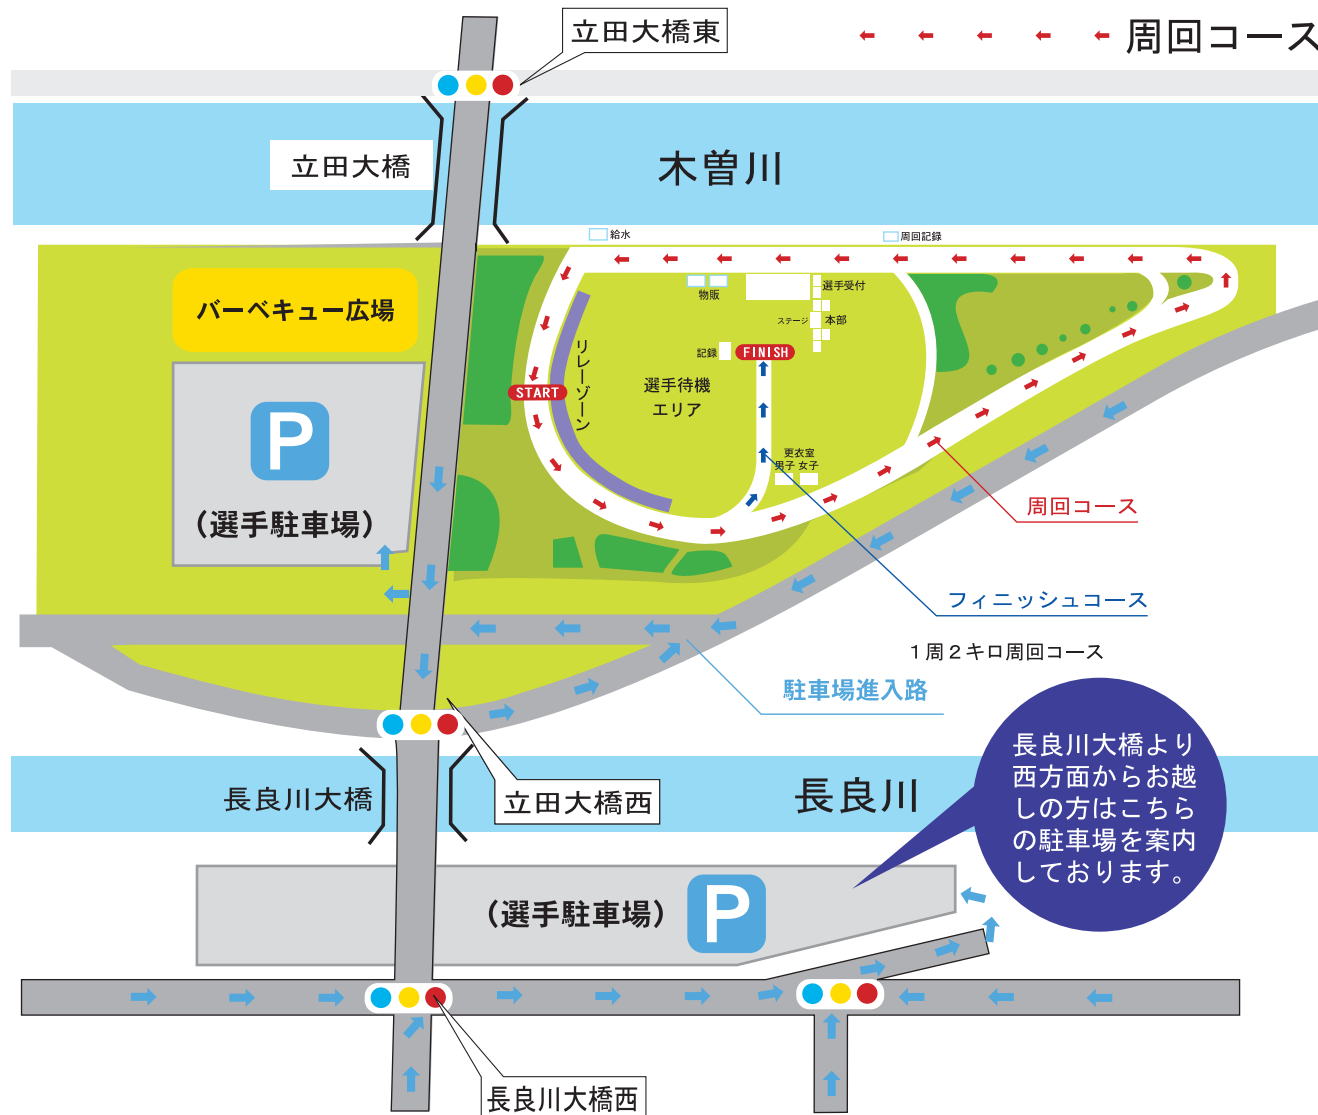 立田大橋東
周回コース
立田大橋
木曽川
給水
周回記録
バーベキュー広場
物販
選手受付
ステージ
本部
記録
FINISH
START
リレーゾーン
選手待機
エリア
P
(選手駐車場)
更衣室
男子 女子
周回コース
フィニッシュコース
1周2キロ周回コース
駐車場進入路
長良川大橋
立田大橋西
長良川
長良川大橋より
西方面からお越
しの方はこちら
の駐車場を案内
しております。
(選手駐車場)
P
長良川大橋西